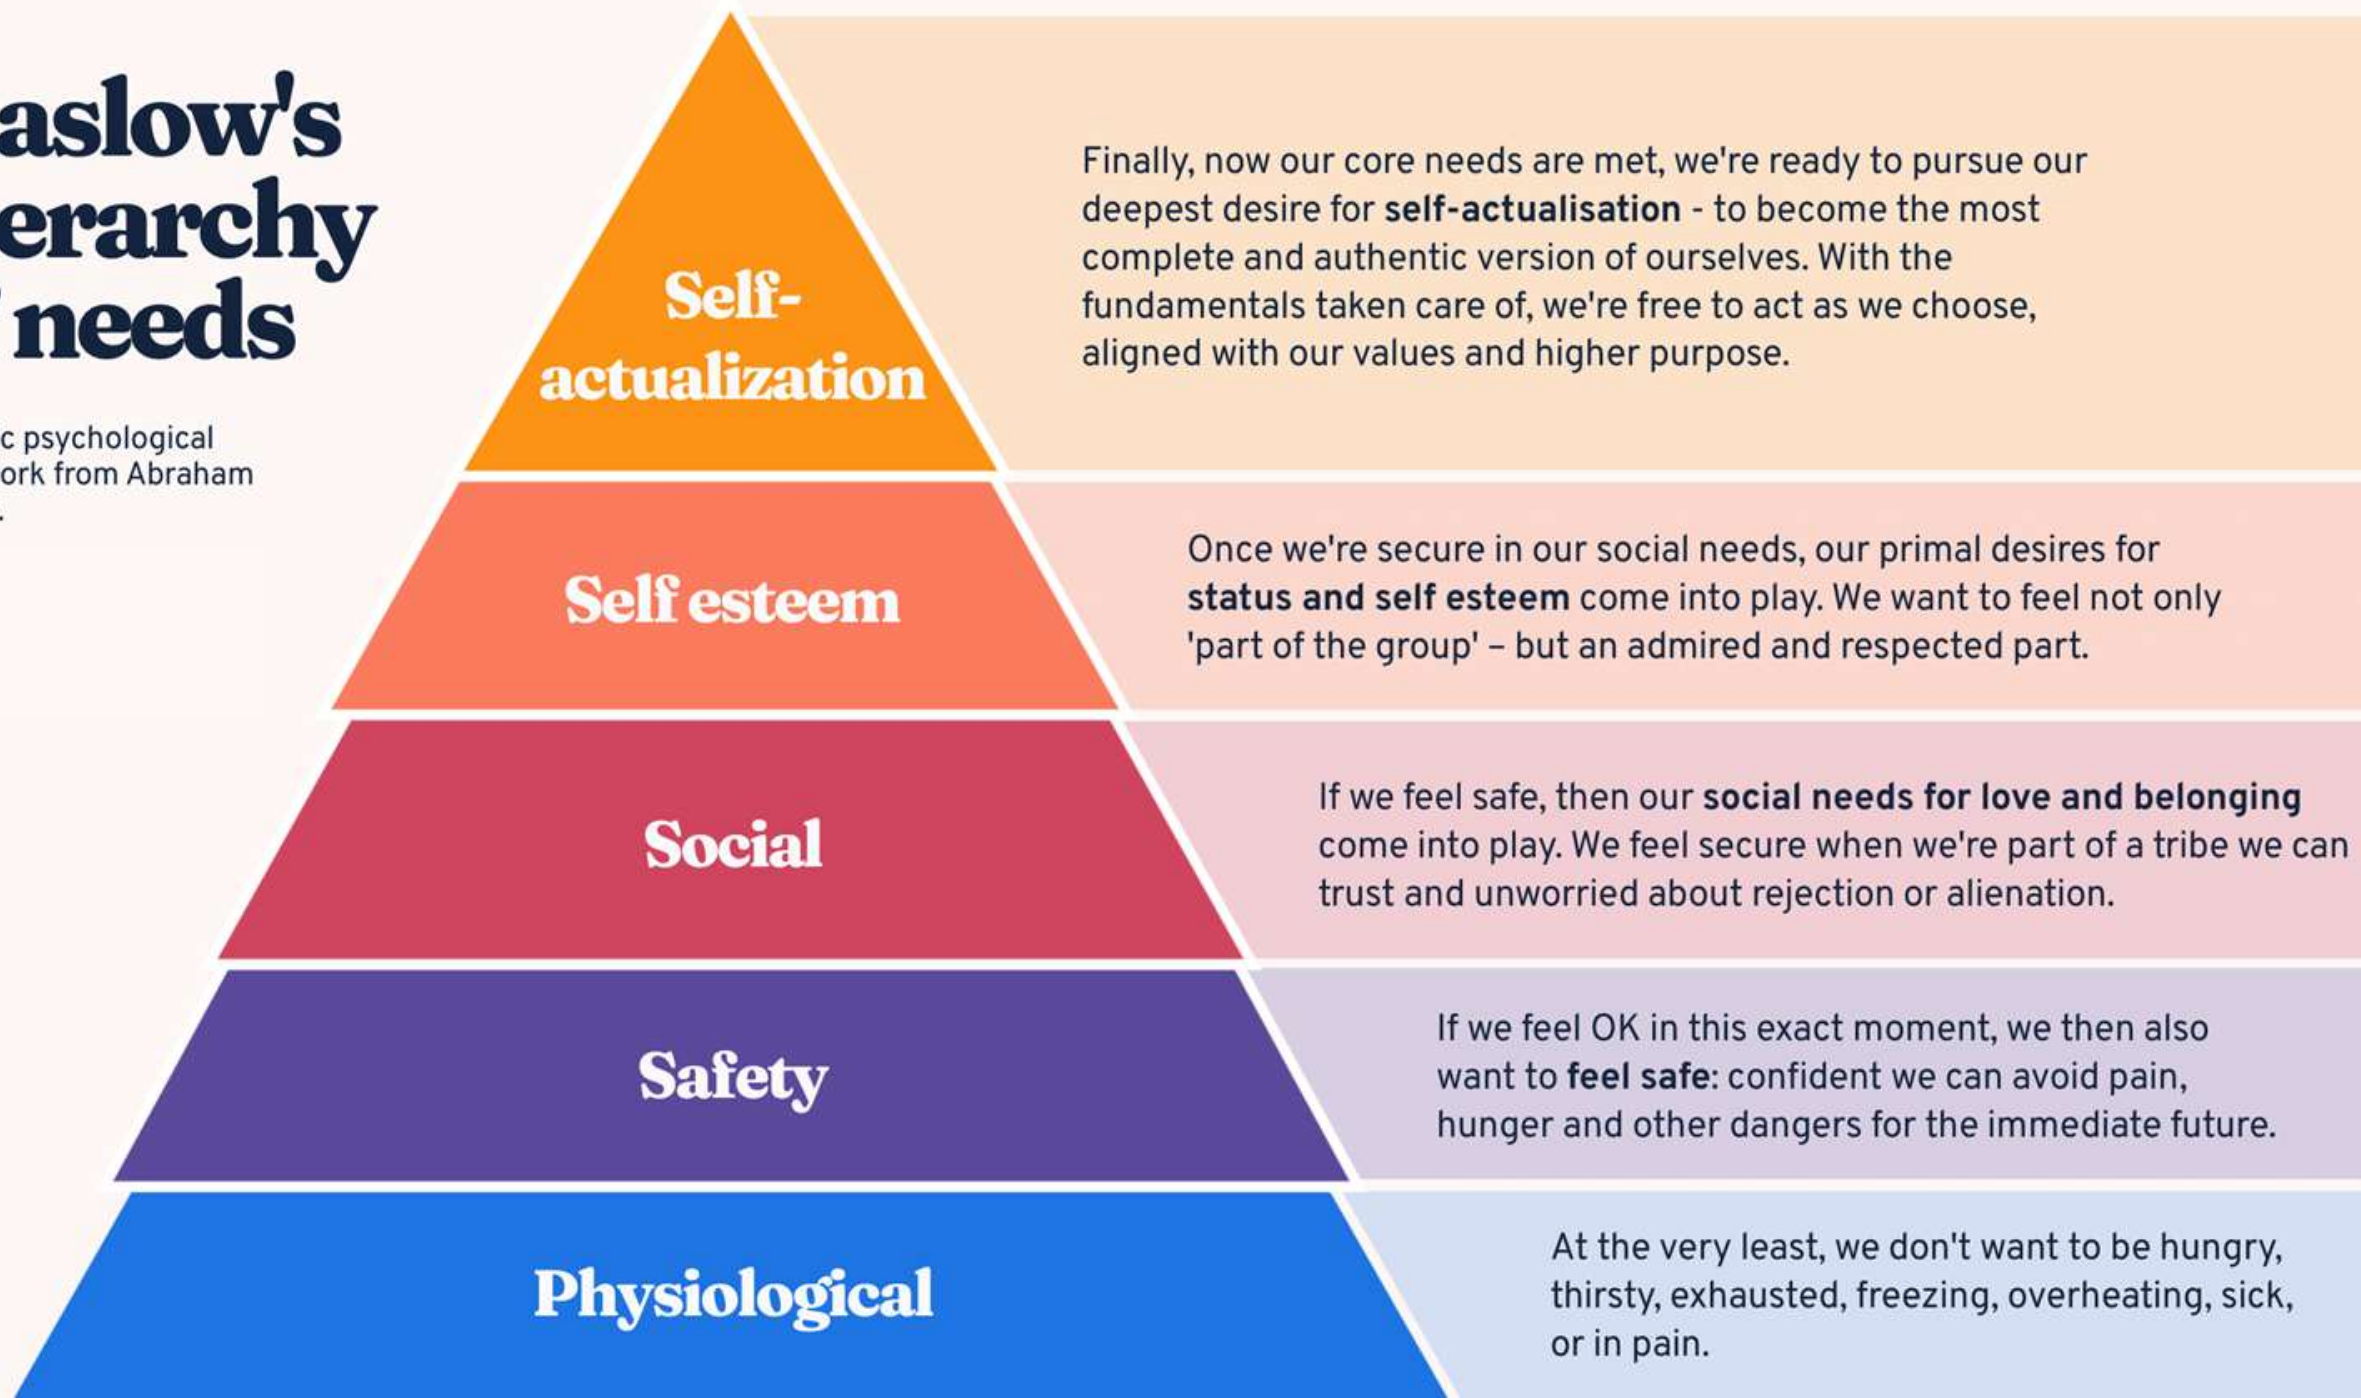 aslow's
erarchy
needs
c psychological
ork from Abraham
Self-
actualization
Finally, now our core needs are met, we're ready to pursue our
deepest desire for self-actualisation - to become the most
complete and authentic version of ourselves. With the
fundamentals taken care of, we're free to act as we choose,
aligned with our values and higher purpose.
Self esteem
Once we're secure in our social needs, our primal desires for
status and self esteem come into play. We want to feel not only
'part of the group' – but an admired and respected part.
Social
If we feel safe, then our social needs for love and belonging
come into play. We feel secure when we're part of a tribe we can
trust and unworried about rejection or alienation.
Safety
If we feel OK in this exact moment, we then also
want to feel safe: confident we can avoid pain,
hunger and other dangers for the immediate future.
Physiological
At the very least, we don't want to be hungry,
thirsty, exhausted, freezing, overheating, sick,
or in pain.